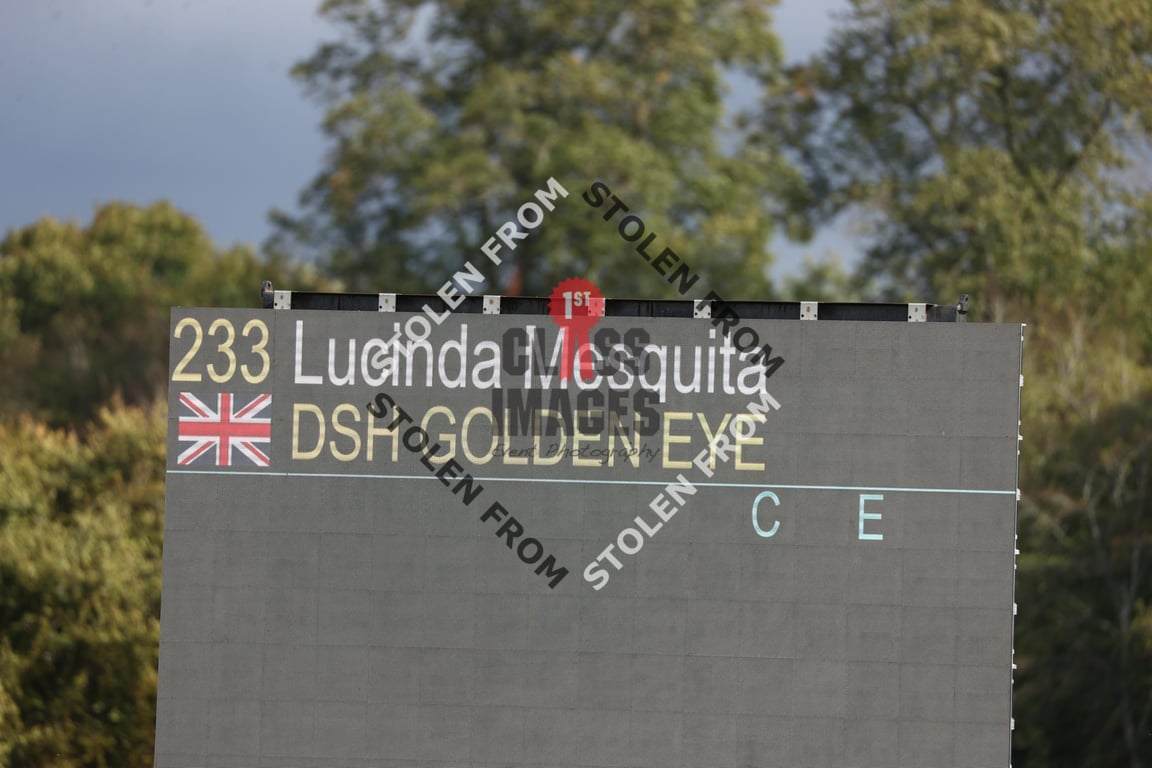 233 Lucinda Mesquita
DSH GOLDEN EYE
C E
STOLEN FROM
STOLEN FROM
STOLEN FROM
STOLEN FROM
1ST
CLASS
IMAGES
Event Photography